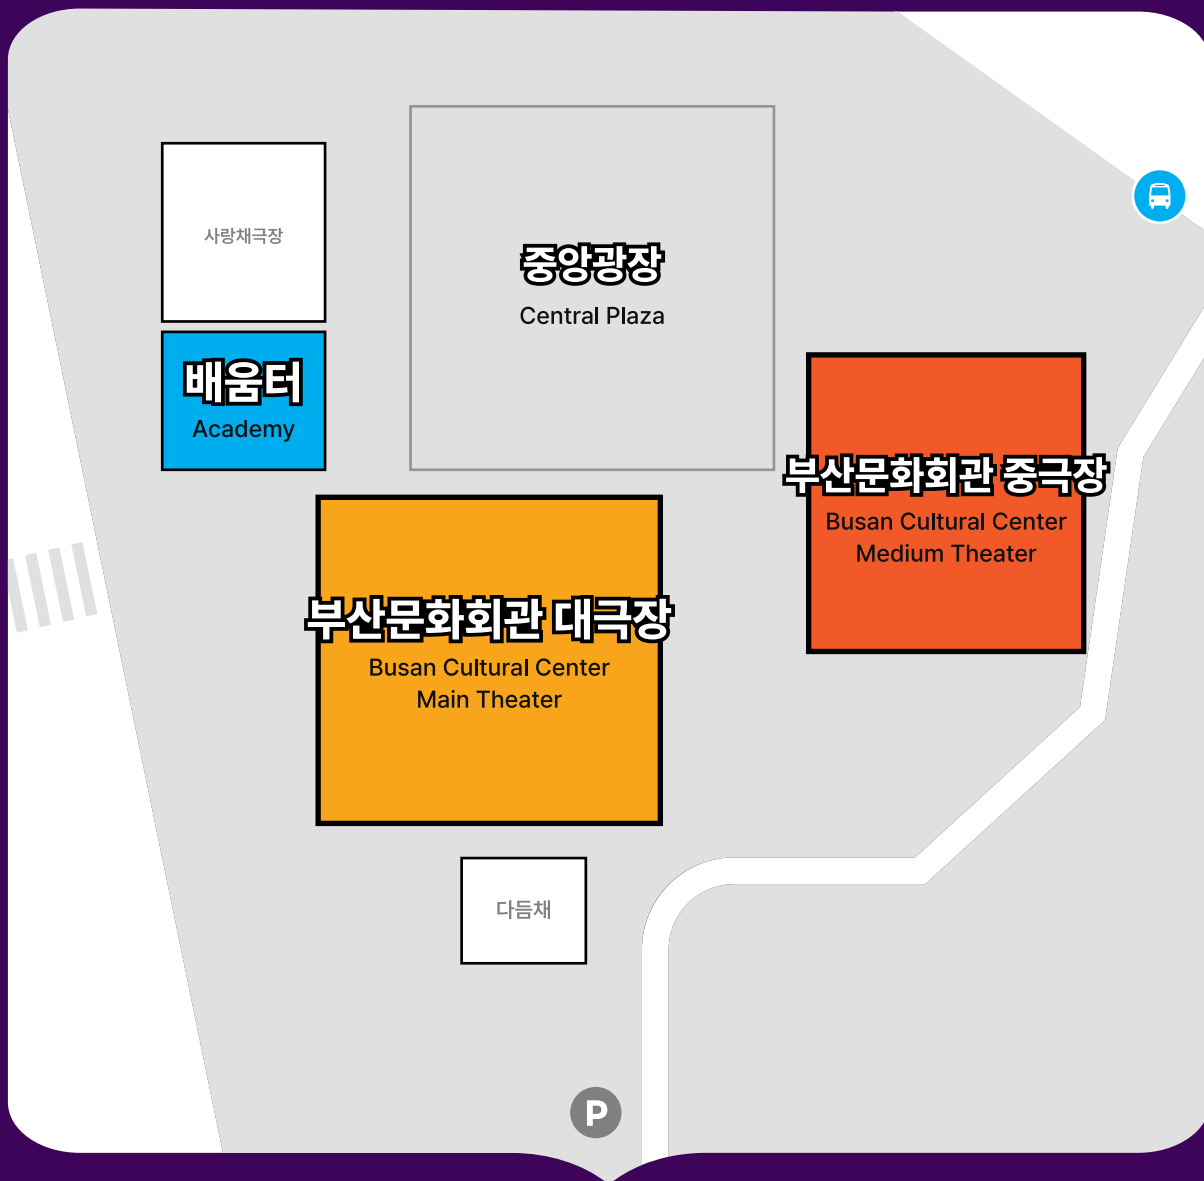 사랑채극장
중앙광장
Central Plaza
배움터
Academy
부산문화회관 중극장
Busan Cultural Center
Medium Theater
부산문화회관 대극장
Busan Cultural Center
Main Theater
다듬채
P